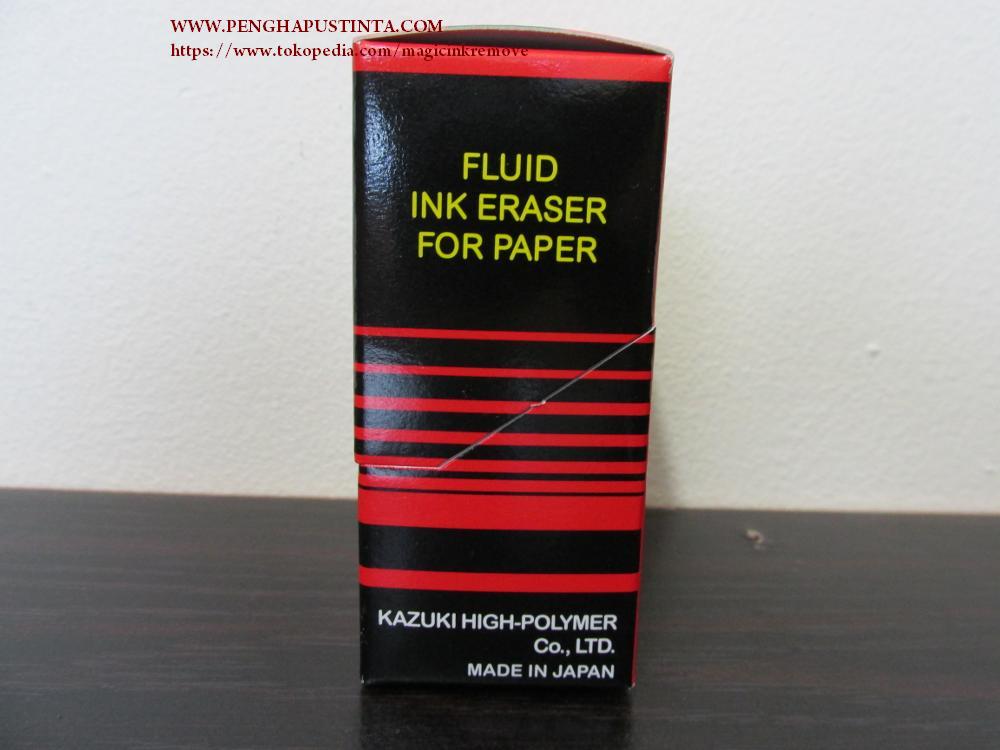 WWW.PENGHAPUSTINTA.COM
https://www.tokopedia.com/magicinkremove
FLUID
INK ERASER
FOR PAPER
KAZUKI HIGH-POLYMER
Co., LTD.
MADE IN JAPAN